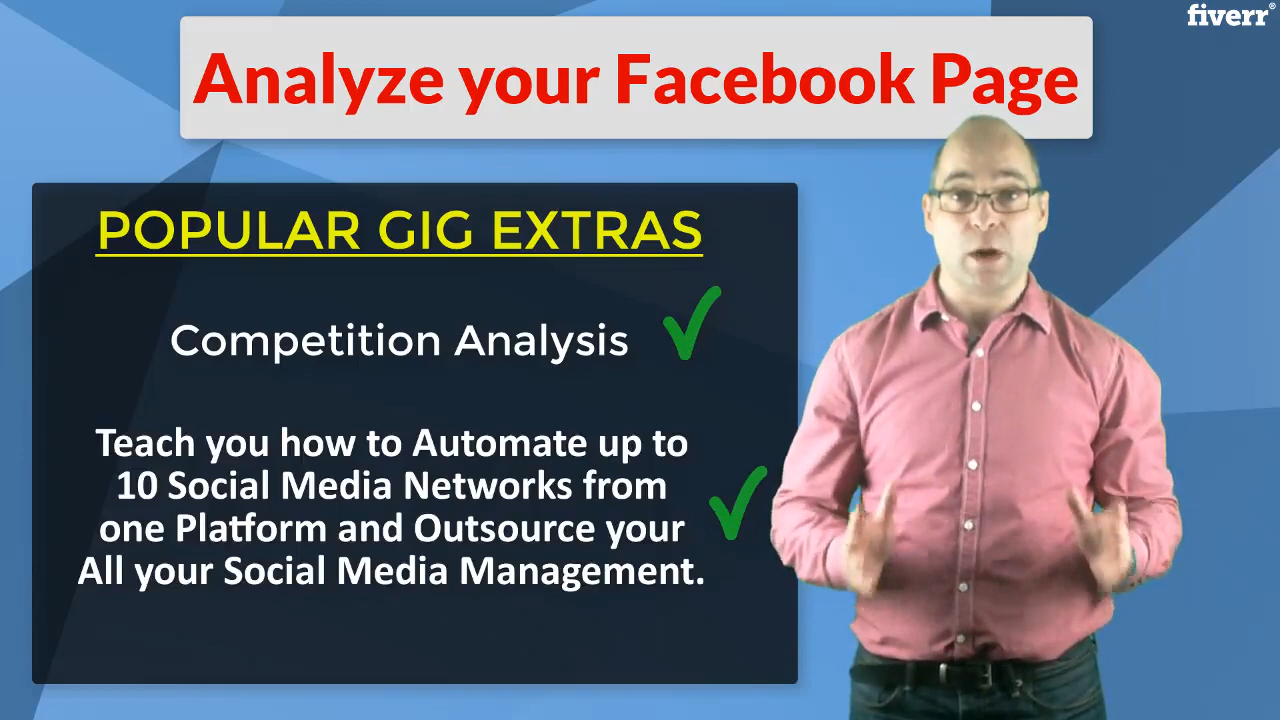 fiverr®
Analyze your Facebook Page
POPULAR GIG EXTRAS
Competition Analysis
Teach you how to Automate up to
10 Social Media Networks from
one Platform and Outsource your
All your Social Media Management.